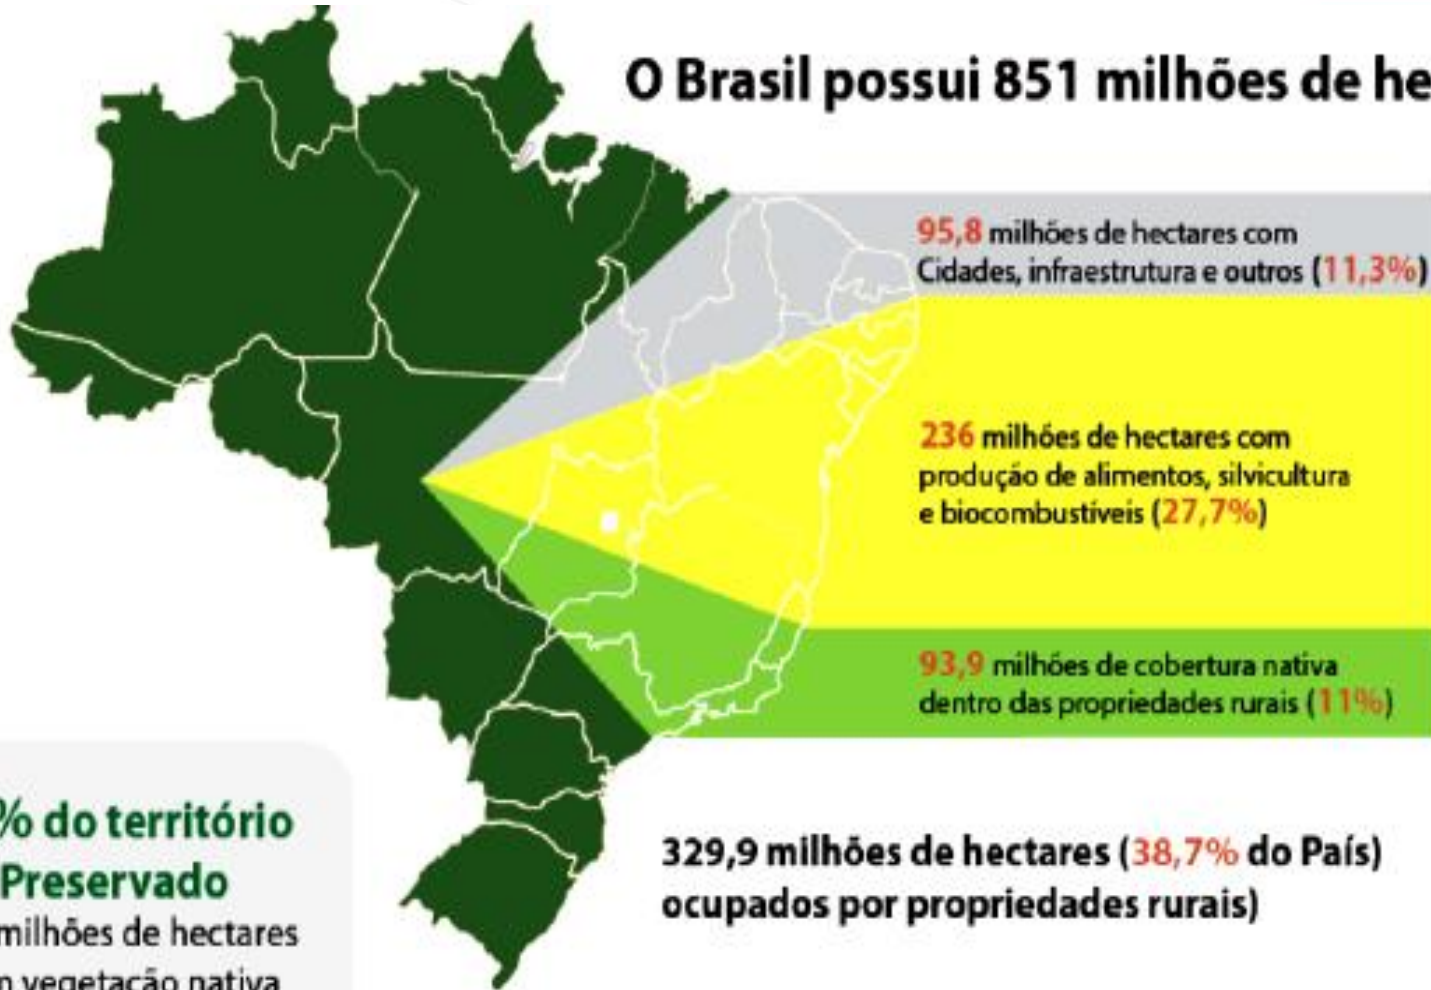 O Brasil possui 851 milhões de he
95,8 milhões de hectares com
Cidades, infraestrutura e outros (11,3%)
236 milhões de hectares com
produção de alimentos, silvicultura
e biocombustíveis (27,7%)
93,9 milhões de cobertura nativa
dentro das propriedades rurais (11%)
329,9 milhões de hectares (38,7% do País)
ocupados por propriedades rurais)
% do território
Preservado
milhões de hectares
vegetação nativa